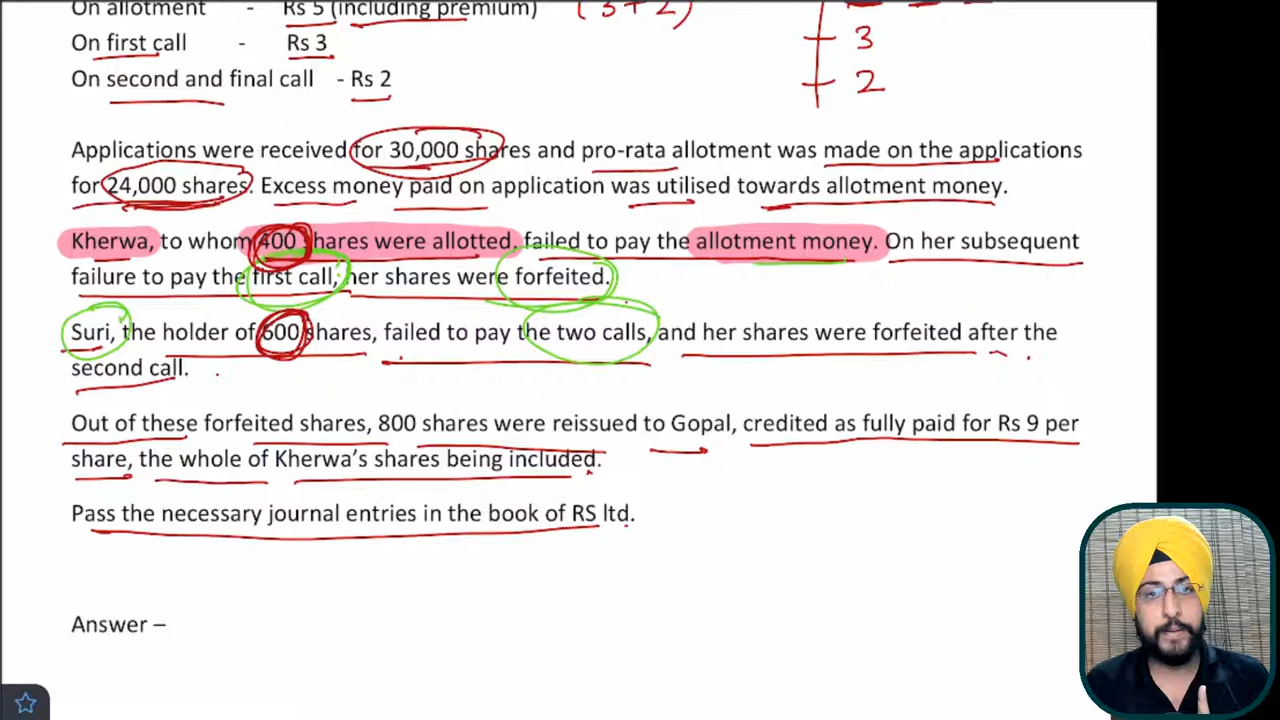 On allotment - Rs 5 (including premium) (3+2)
On first call - Rs 3
3
On second and final call - Rs 2
2
Applications were received for 30,000 shares and pro-rata allotment was made on the applications
for 24,000 shares. Excess money paid on application was utilised towards allotment money.
Kherwa, to whom 400 shares were allotted, failed to pay the allotment money. On her subsequent
failure to pay the first call, her shares were forfeited.
Suri, the holder of 600 shares, failed to pay the two calls, and her shares were forfeited after the
second call.
Out of these forfeited shares, 800 shares were reissued to Gopal, credited as fully paid for Rs 9 per
share, the whole of Kherwa's shares being included.
Pass the necessary journal entries in the book of RS ltd.
Answer –